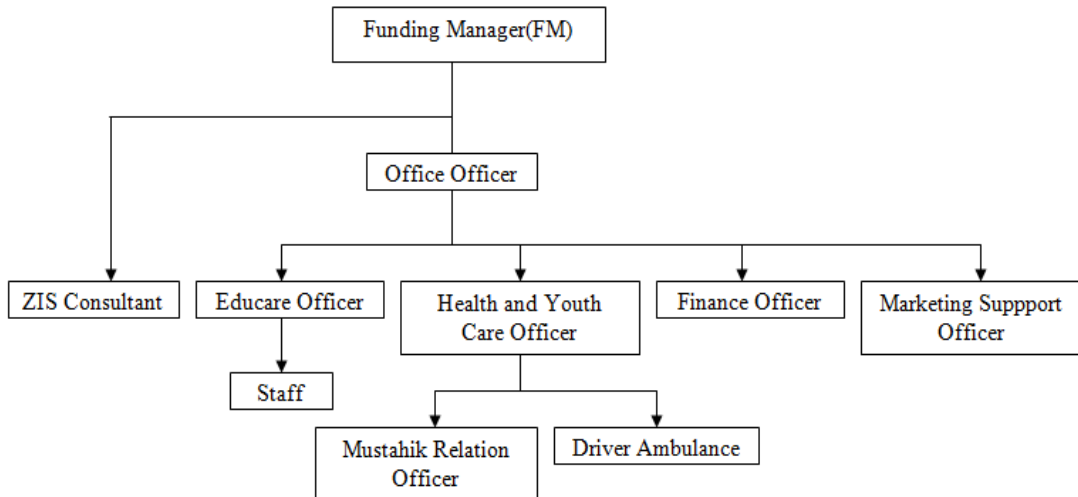 Funding Manager(FM)
Office Officer
ZIS Consultant
Educare Officer
Health and Youth
Care Officer
Finance Officer
Marketing Suppport
Officer
Staff
Mustahik Relation
Officer
Driver Ambulance